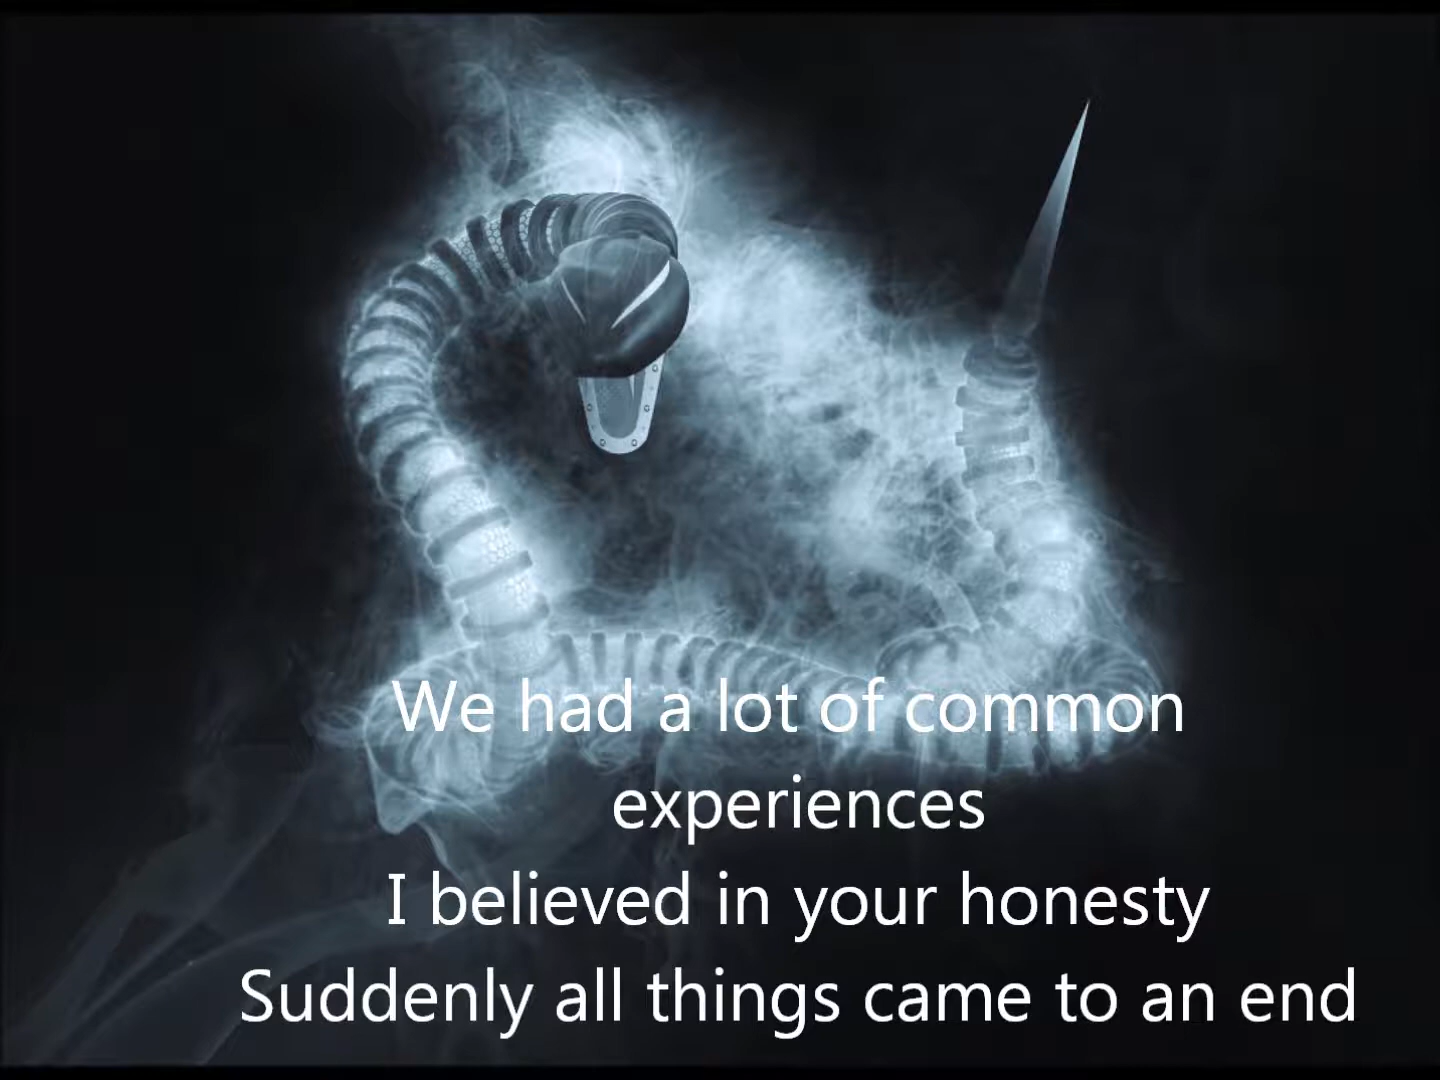 We had a lot of common
experiences
I believed in your honesty
Suddenly all things came to an end